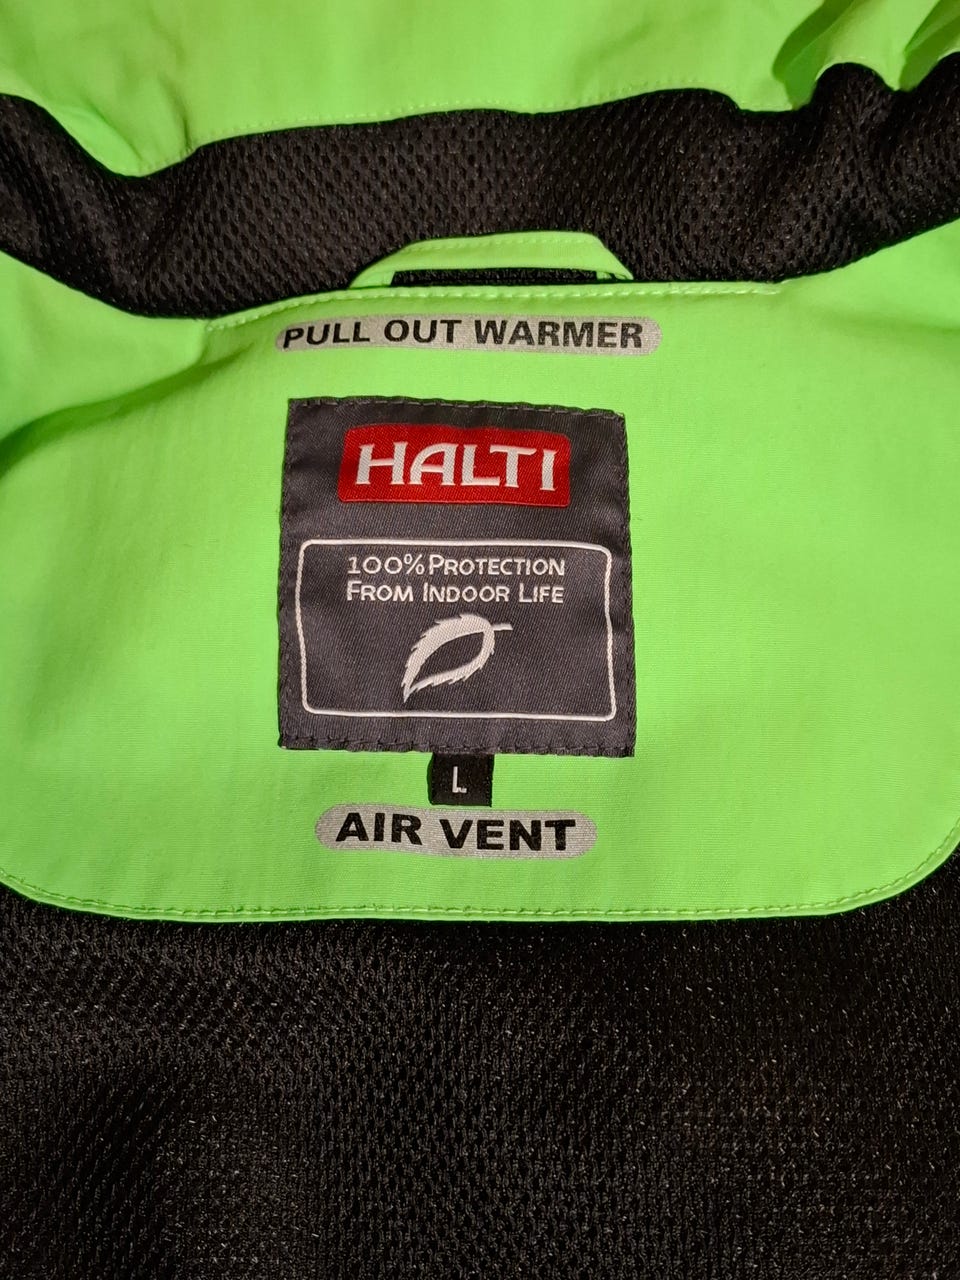 PULL OUT WARMER
HALTI
100% PROTECTION
FROM INDOOR LIFE
L
AIR VENT